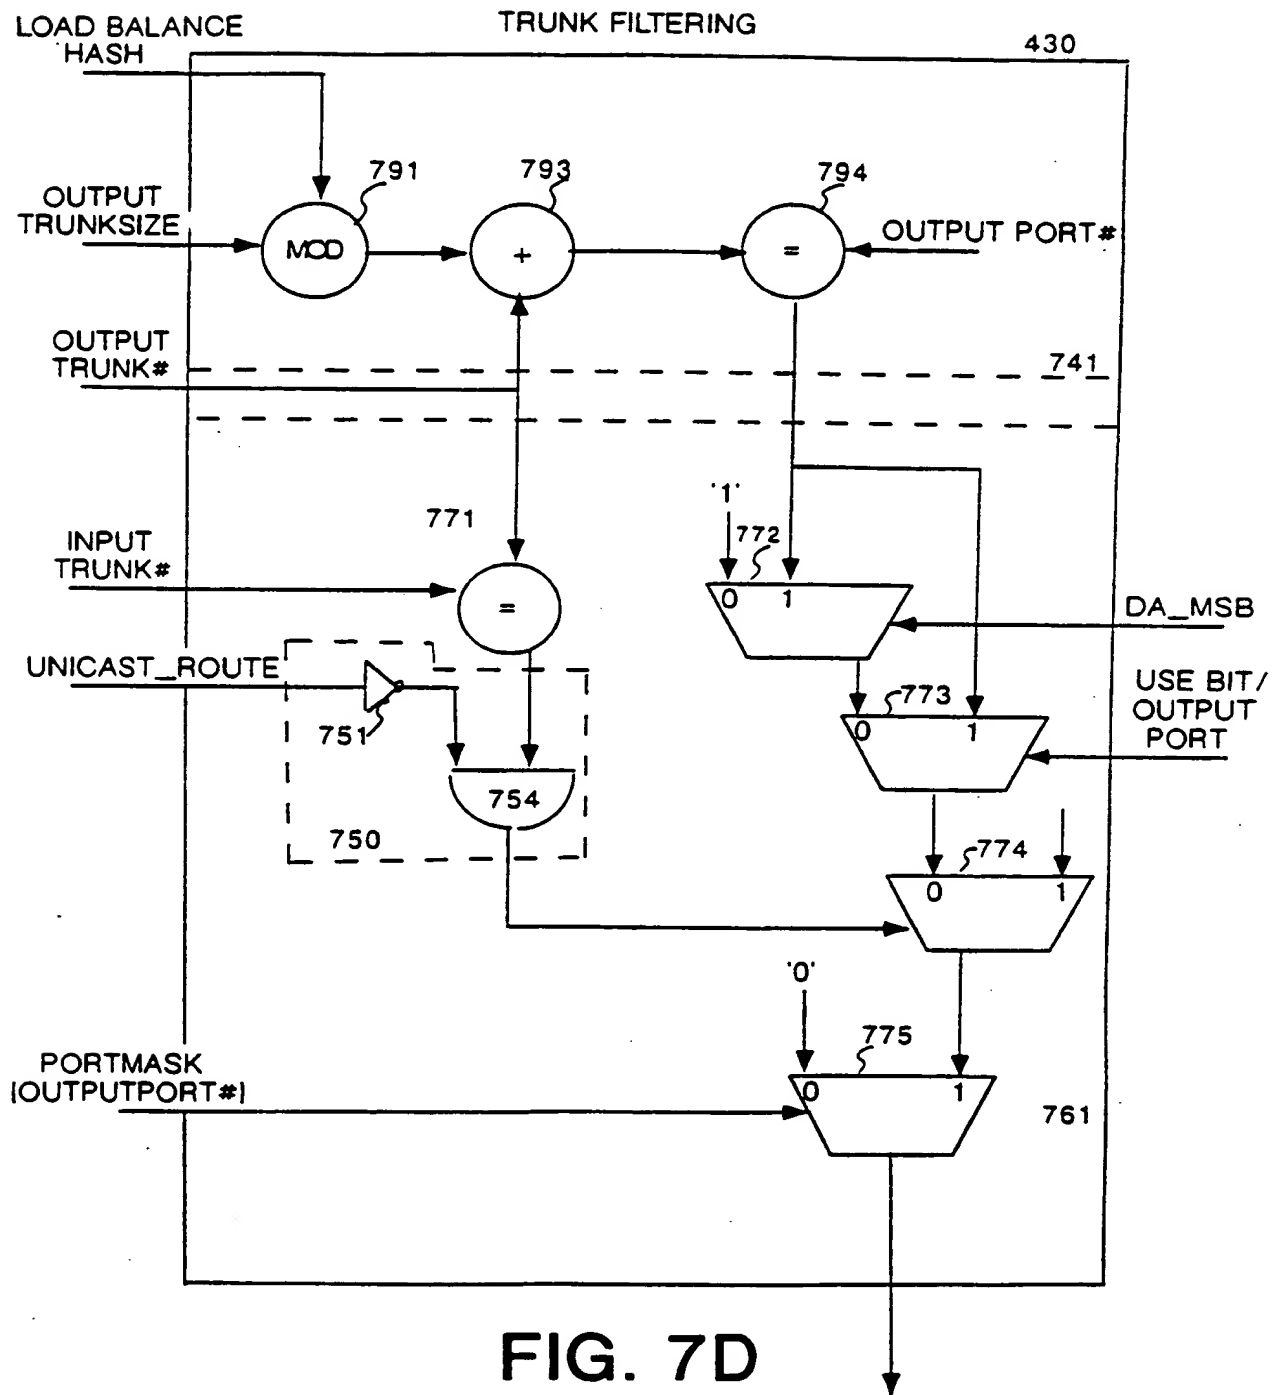 LOAD BALANCE
HASH
TRUNK FILTERING
430
791
793
794
OUTPUT
TRUNKSIZE
MOD
+
=
OUTPUT PORT#
OUTPUT
TRUNK#
741
771
'1'
772
INPUT
TRUNK#
=
0 1
DA_MSB
UNICAST_ROUTE
751
773
0 1
USE BIT/
OUTPUT
PORT
754
750
774
0 1
'0'
775
PORTMASK
[OUTPUTPORT#]
0 1
761
FIG. 7D